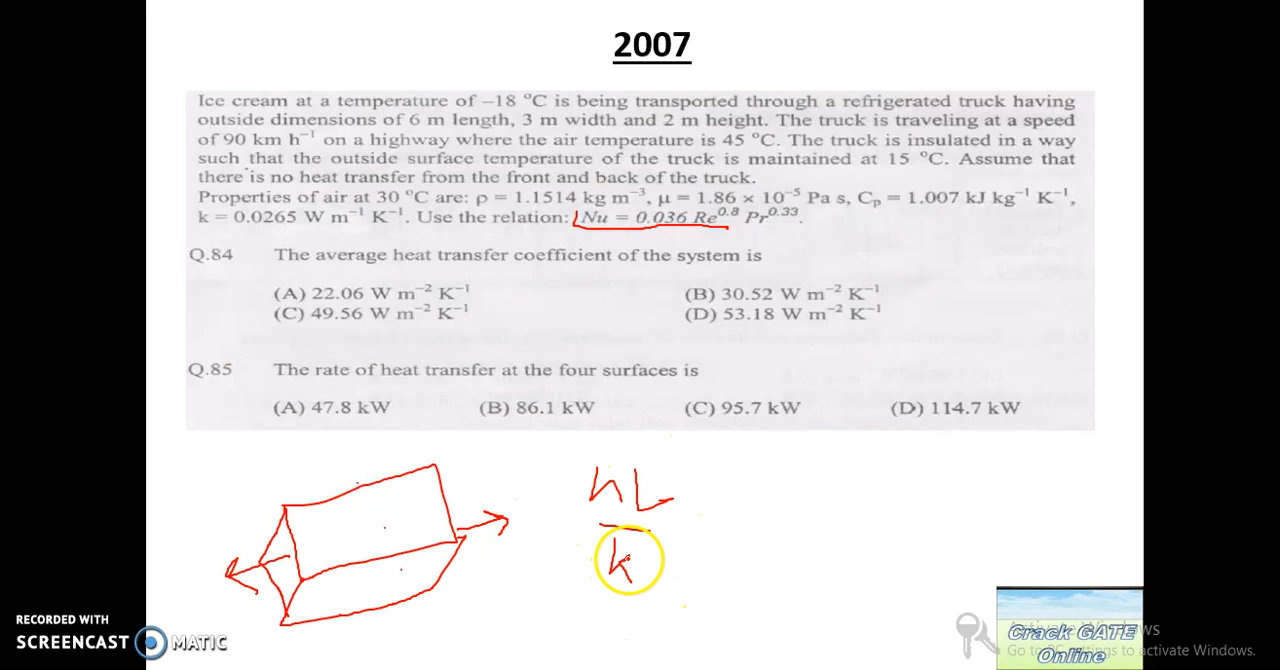 2007
Ice cream at a temperature of –18 °C is being transported through a refrigerated truck having
outside dimensions of 6 m length, 3 m width and 2 m height. The truck is traveling at a speed
of 90 km h⁻¹ on a highway where the air temperature is 45 °C. The truck is insulated in a way
such that the outside surface temperature of the truck is maintained at 15 °C. Assume that
there is no heat transfer from the front and back of the truck.
Properties of air at 30 °C are: ρ = 1.1514 kg m⁻³, μ = 1.86 × 10⁻⁵ Pa s, Cₚ = 1.007 kJ kg⁻¹ K⁻¹,
k = 0.0265 W m⁻¹ K⁻¹. Use the relation: Nu = 0.036 Re^0.8 Pr^0.33.
Q.84 The average heat transfer coefficient of the system is
(A) 22.06 W m⁻² K⁻¹ (B) 30.52 W m⁻² K⁻¹
(C) 49.56 W m⁻² K⁻¹ (D) 53.18 W m⁻² K⁻¹
Q.85 The rate of heat transfer at the four surfaces is
(A) 47.8 kW (B) 86.1 kW (C) 95.7 kW (D) 114.7 kW
hL
k
RECORDED WITH
SCREENCAST MATIC
Activate Windows
Go to PC settings to activate Windows.
Crack GATE
Online